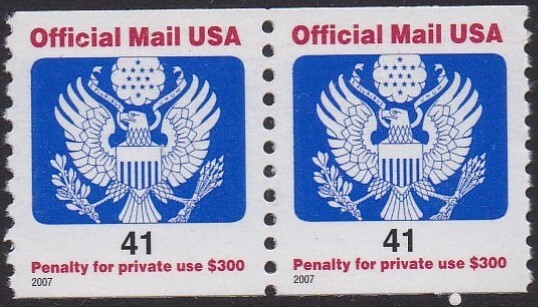 Official Mail USA
41
Penalty for private use $300
2007
Official Mail USA
41
Penalty for private use $300
2007